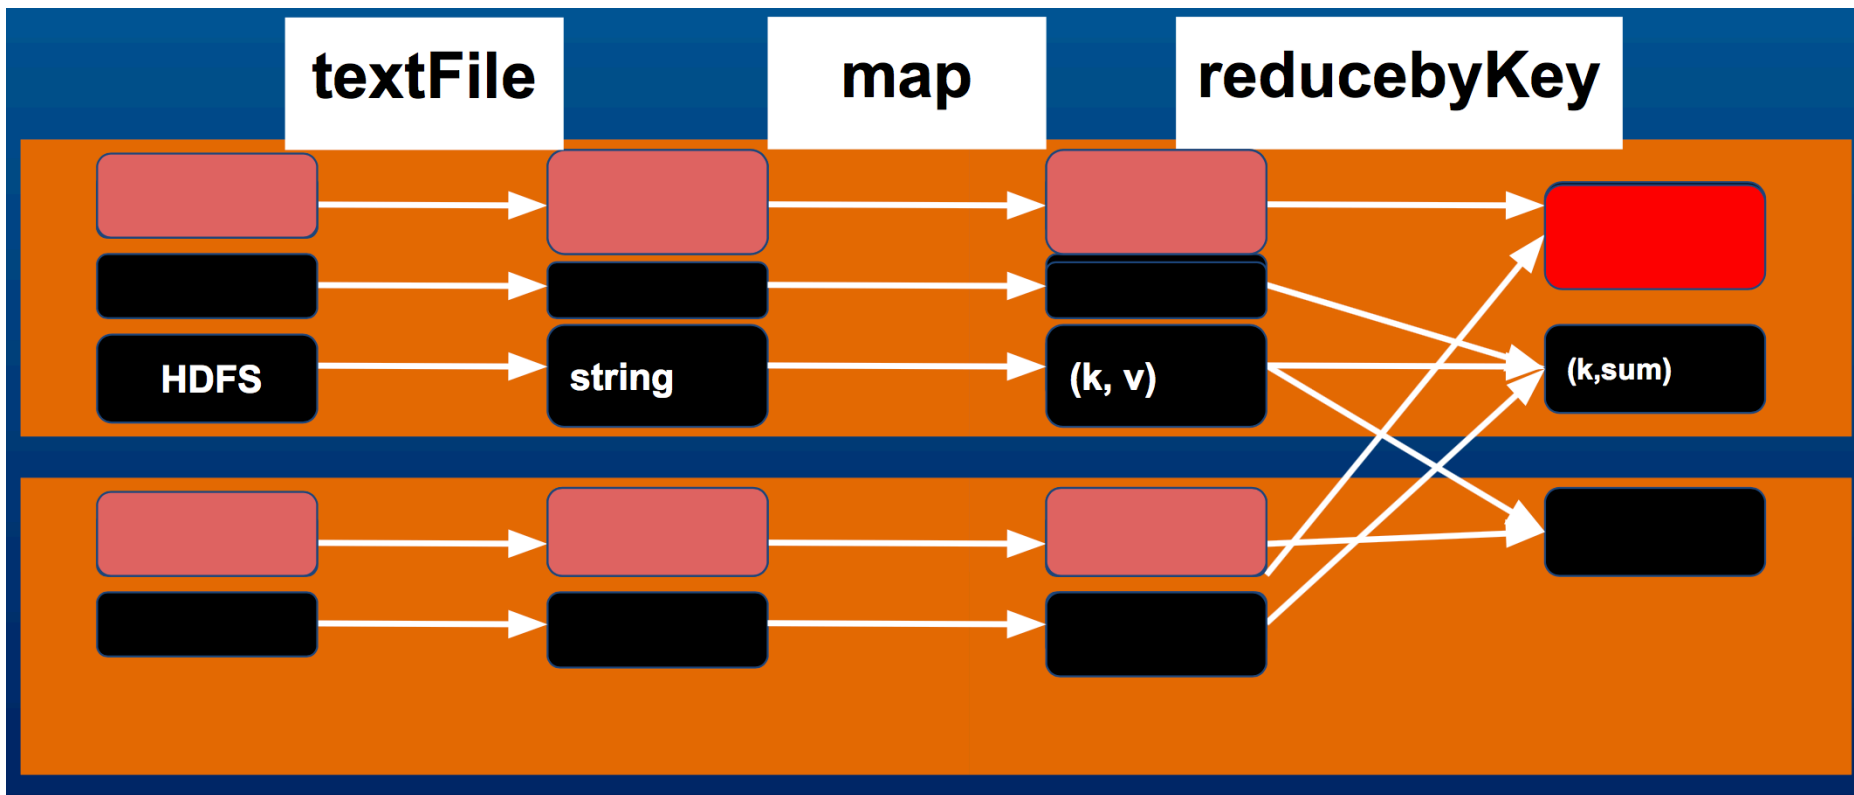 textFile
map
reducebyKey
HDFS
string
(k, v)
(k,sum)